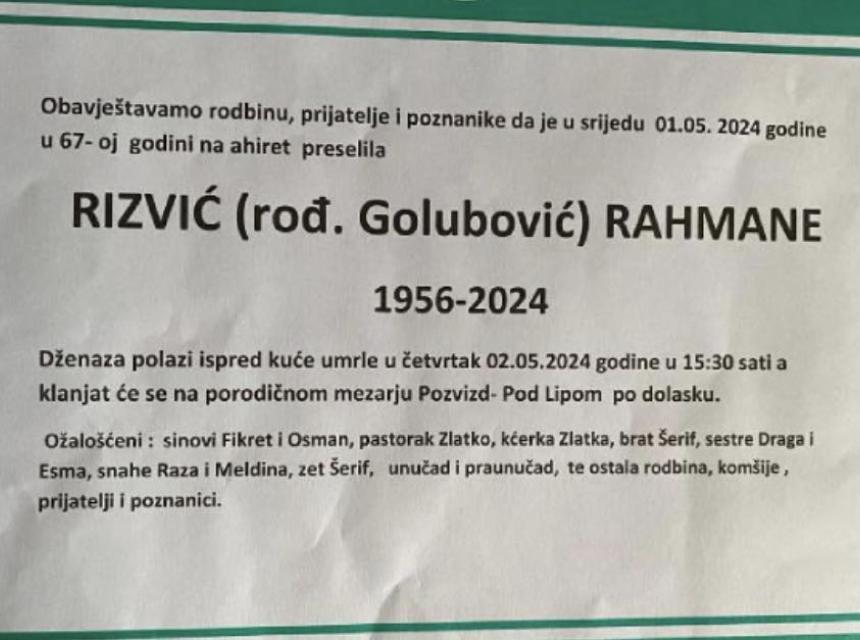 Obavještavamo rodbinu, prijatelje i poznanike da je u srijedu 01.05. 2024 godine
u 67- oj godini na ahiret preselila
RIZVIĆ (rođ. Golubović) RAHMANE
1956-2024
Dženaza polazi ispred kuće umrle u četvrtak 02.05.2024 godine u 15:30 sati a
klanjat će se na porodičnom mezarju Pozvizd- Pod Lipom po dolasku.
Ožalošćeni : sinovi Fikret i Osman, pastorak Zlatko, kćerka Zlatka, brat Šerif, sestre Draga i
Esma, snahe Raza i Meldina, zet Šerif, unučad i praunučad, te ostala rodbina, komšije ,
prijatelji i poznanici.